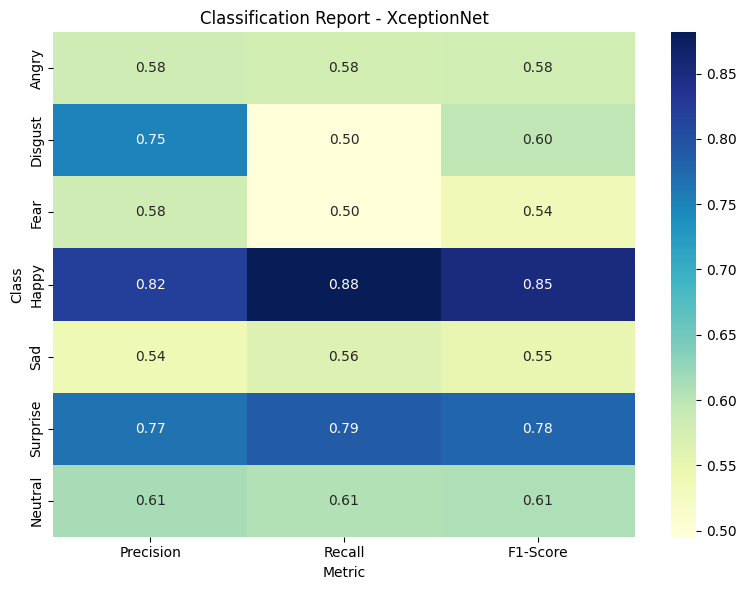 Classification Report - XceptionNet
Class
Angry 0.58 0.58 0.58
Disgust 0.75 0.50 0.60
Fear 0.58 0.50 0.54
Happy 0.82 0.88 0.85
Sad 0.54 0.56 0.55
Surprise 0.77 0.79 0.78
Neutral 0.61 0.61 0.61
Precision Recall F1-Score
Metric
0.85
0.80
0.75
0.70
0.65
0.60
0.55
0.50